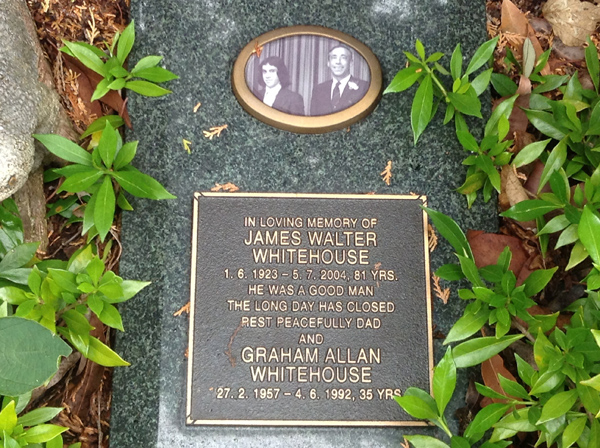 IN LOVING MEMORY OF
JAMES WALTER
WHITEHOUSE
1. 6. 1923 – 5. 7. 2004, 81 YRS.
HE WAS A GOOD MAN
THE LONG DAY HAS CLOSED
REST PEACEFULLY DAD
AND
GRAHAM ALLAN
WHITEHOUSE
27. 2. 1957 – 4. 6. 1992, 35 YRS